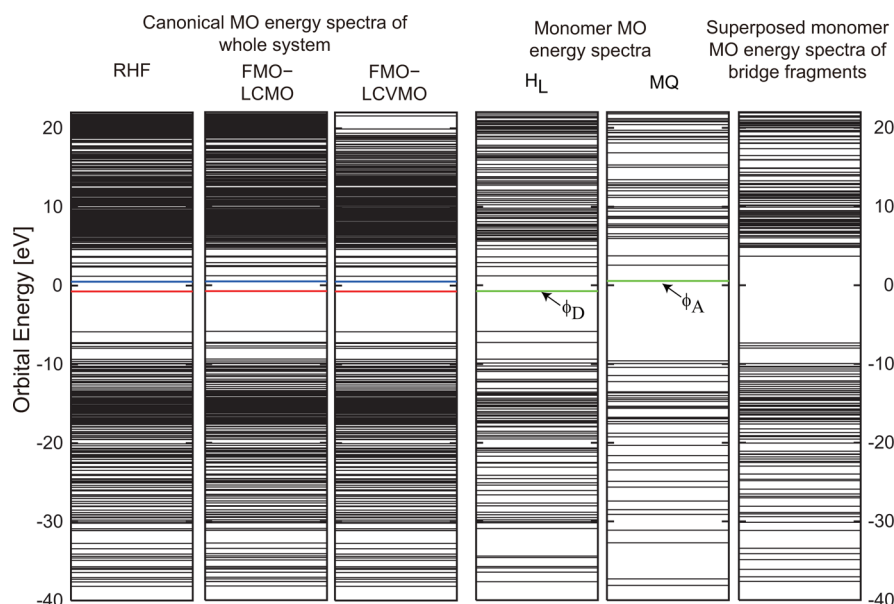 Canonical MO energy spectra of
whole system
RHF
FMO−
LCMO
FMO−
LCVMO
Monomer MO
energy spectra
HL
MQ
Superposed monomer
MO energy spectra of
bridge fragments
Orbital Energy [eV]
20
10
0
-10
-20
-30
-40
ϕD
ϕA
20
10
0
-10
-20
-30
-40